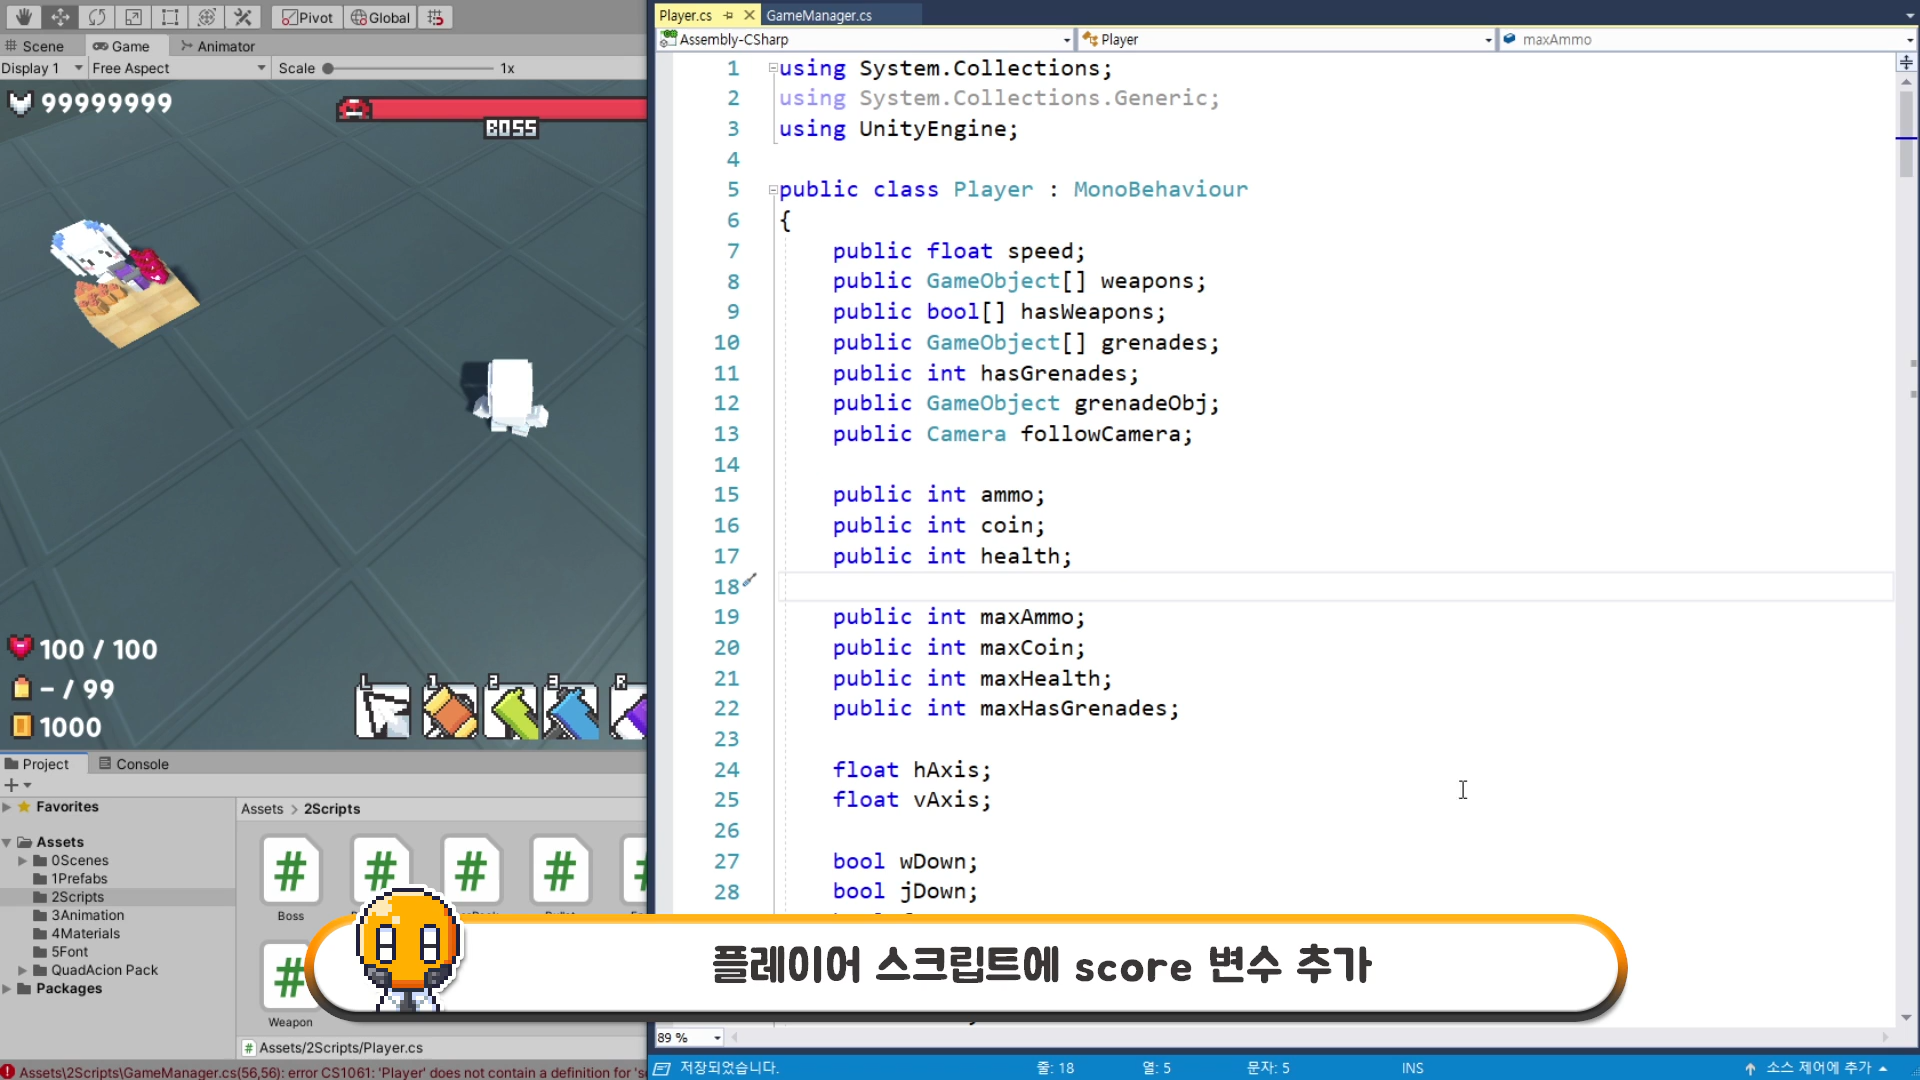 Pivot
Global
Scene
Game
Animator
Display 1
Free Aspect
Scale
1x
99999999
BOSS
100 / 100
- / 99
1000
L
1
2
3
R
Project
Console
Favorites
Assets
0Scenes
1Prefabs
2Scripts
3Animation
4Materials
5Font
QuadAcion Pack
Packages
Assets > 2Scripts
Boss
Weapon
Assets/2Scripts/Player.cs
Assets\2Scripts\GameManager.cs(56,56): error CS1061: 'Player' does not contain a definition for
Player.cs
GameManager.cs
Assembly-CSharp
Player
maxAmmo
1 using System.Collections;
2 using System.Collections.Generic;
3 using UnityEngine;
4
5 public class Player : MonoBehaviour
6 {
7 public float speed;
8 public GameObject[] weapons;
9 public bool[] hasWeapons;
10 public GameObject[] grenades;
11 public int hasGrenades;
12 public GameObject grenadeObj;
13 public Camera followCamera;
14
15 public int ammo;
16 public int coin;
17 public int health;
18
19 public int maxAmmo;
20 public int maxCoin;
21 public int maxHealth;
22 public int maxHasGrenades;
23
24 float hAxis;
25 float vAxis;
26
27 bool wDown;
28 bool jDown;
플레이어 스크립트에 score 변수 추가
89 %
저장되었습니다.
줄: 18
열: 5
문자: 5
INS
소스 제어에 추가